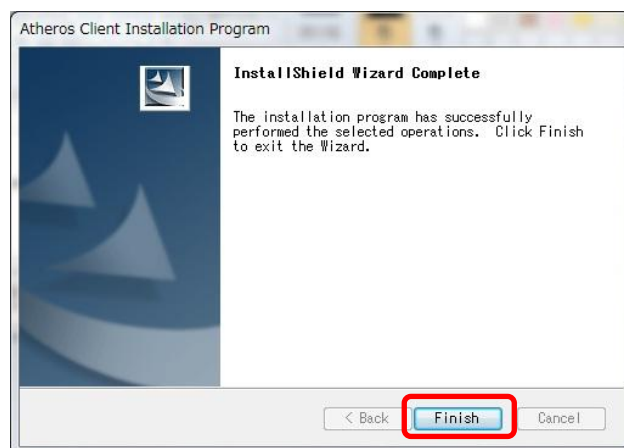 Atheros Client Installation Program
InstallShield Wizard Complete
The installation program has successfully
performed the selected operations.  Click Finish
to exit the Wizard.
< Back
Finish
Cancel